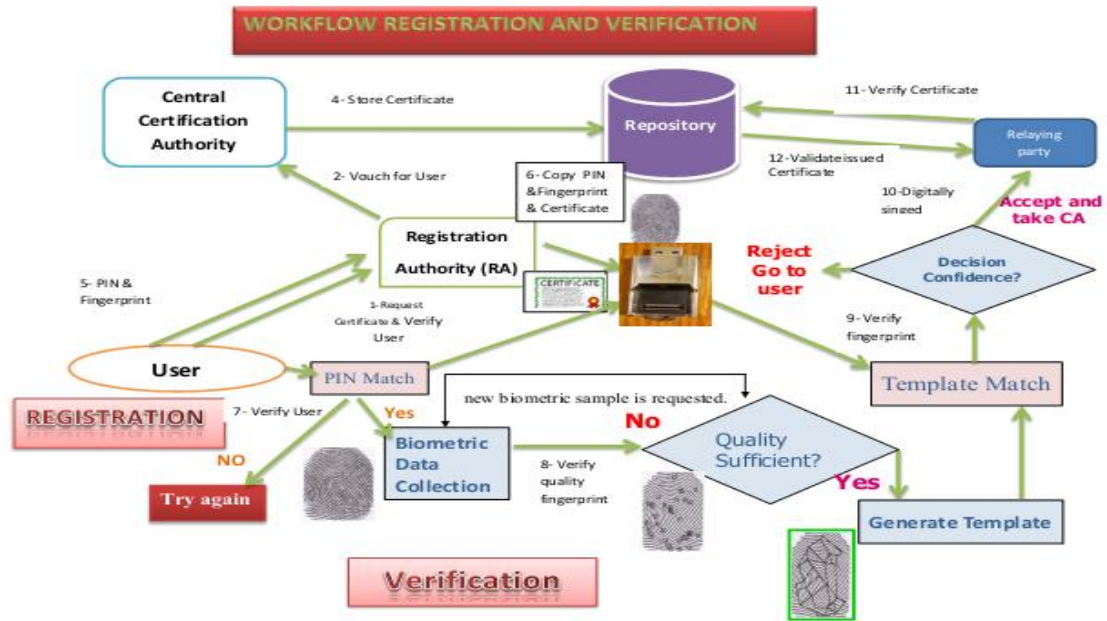 WORKFLOW REGISTRATION AND VERIFICATION
Central
Certification
Authority
4- Store Certificate
Repository
11- Verify Certificate
Relaying
party
12-Validate issued
Certificate
2- Vouch for User
6- Copy PIN
&Fingerprint
& Certificate
10-Digitally
singed
Accept and
take CA
Registration
Authority (RA)
CERTIFICATE
Reject
Go to
user
Decision
Confidence?
5- PIN &
Fingerprint
1-Request
Certificate & Verify
User
9- Verify
fingerprint
User
PIN Match
Template Match
REGISTRATION
7- Verify User
Yes
new biometric sample is requested.
No
NO
Biometric
Data
Collection
8- Verify
quality
fingerprint
Quality
Sufficient?
Yes
Try again
Generate Template
Verification